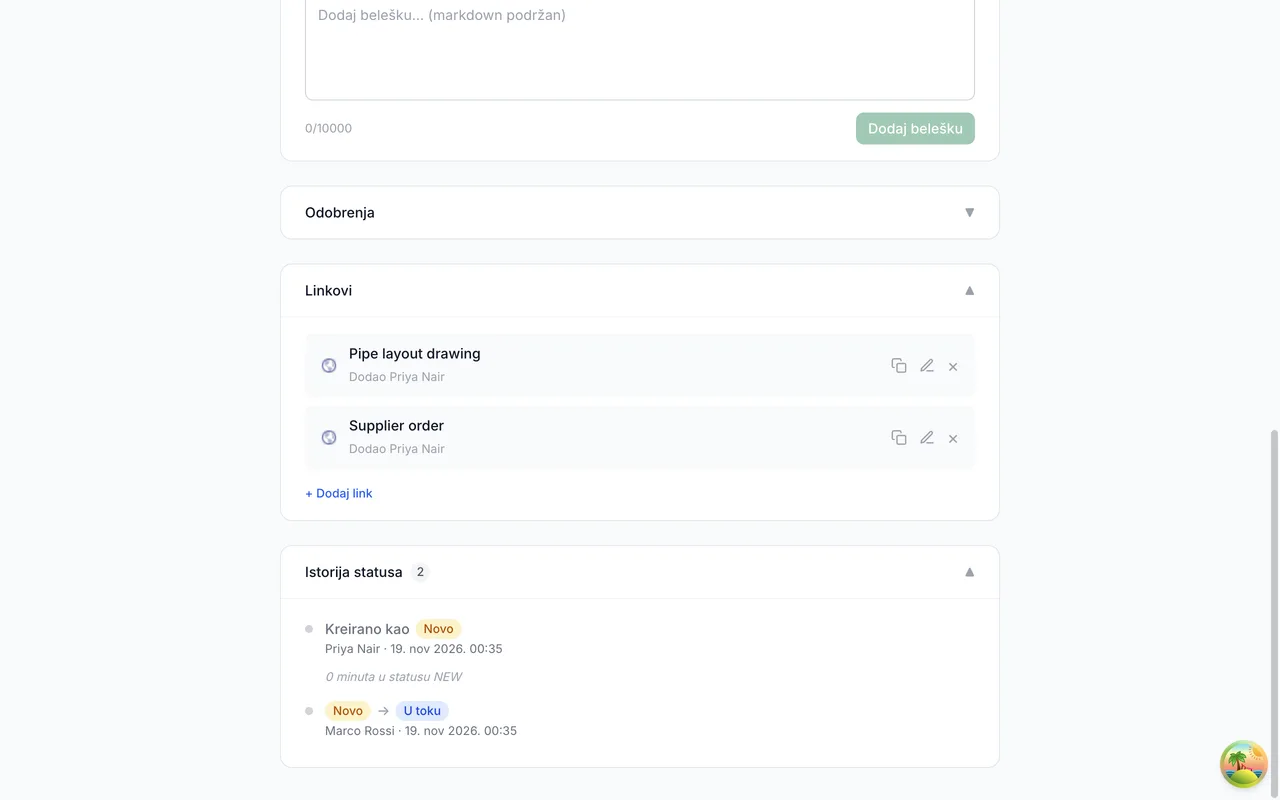 Dodaj belešku... (markdown podržan)
0/10000
Dodaj belešku
Odobrenja
Linkovi
Pipe layout drawing
Dodao Priya Nair
Supplier order
Dodao Priya Nair
+ Dodaj link
Istorija statusa 2
Kreirano kao Novo
Priya Nair · 19. nov 2026. 00:35
0 minuta u statusu NEW
Novo → U toku
Marco Rossi · 19. nov 2026. 00:35